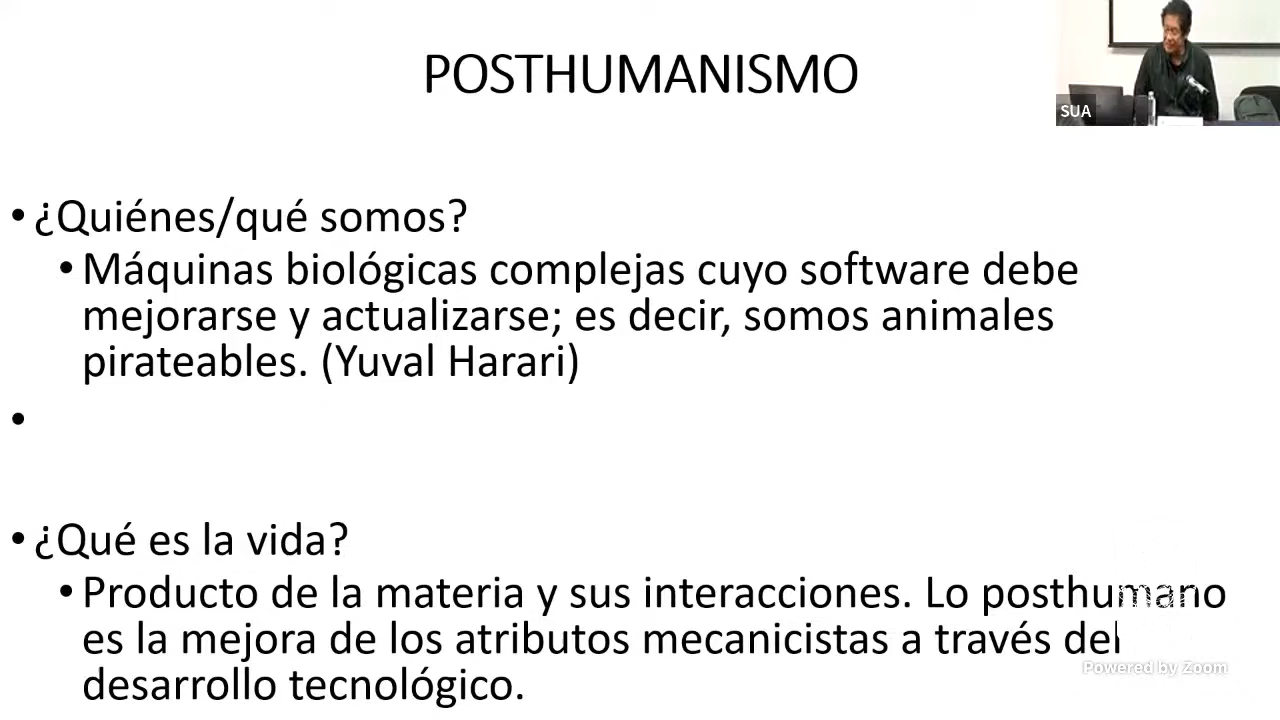 POSTHUMANISMO
SUA
• ¿Quiénes/qué somos?
• Máquinas biológicas complejas cuyo software debe
mejorarse y actualizarse; es decir, somos animales
pirateables. (Yuval Harari)
•
• ¿Qué es la vida?
• Producto de la materia y sus interacciones. Lo posthumano
es la mejora de los atributos mecanicistas a través del
desarrollo tecnológico.
Powered by Zoom